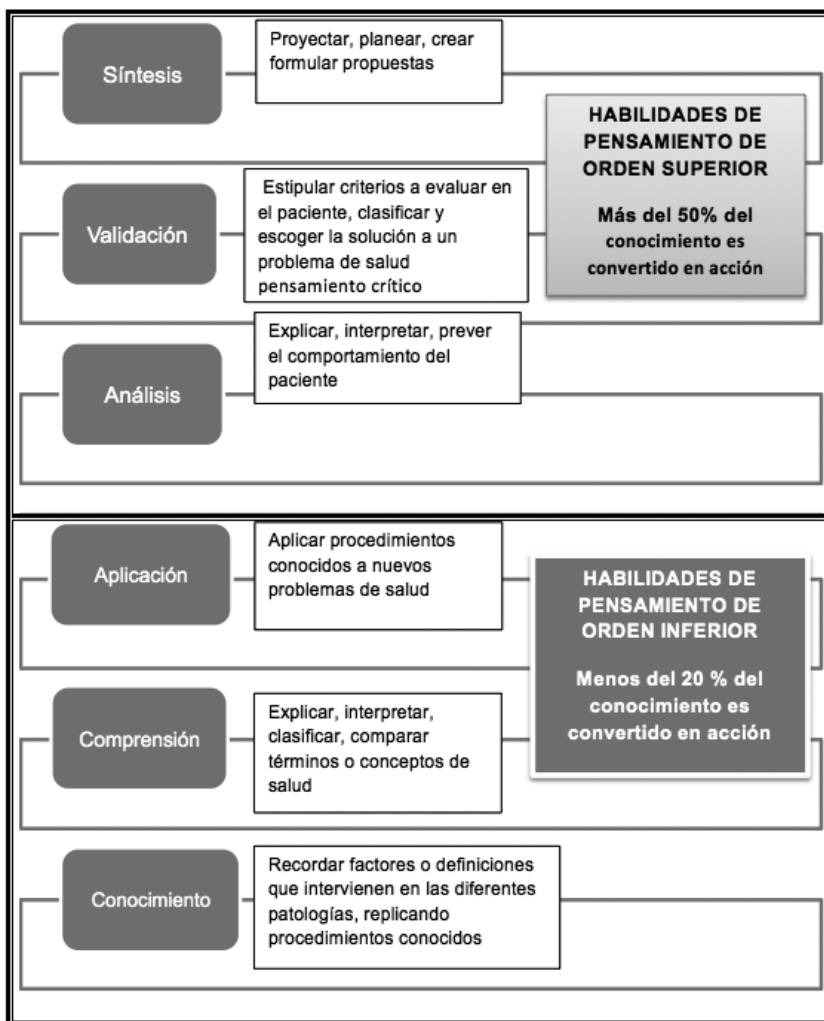 Síntesis
Proyectar, planear, crear
formular propuestas
HABILIDADES DE
PENSAMIENTO DE
ORDEN SUPERIOR
Más del 50% del
conocimiento es
convertido en acción
Validación
Estipular criterios a evaluar en
el paciente, clasificar y
escoger la solución a un
problema de salud
pensamiento crítico
Análisis
Explicar, interpretar, prever
el comportamiento del
paciente
Aplicación
Aplicar procedimientos
conocidos a nuevos
problemas de salud
HABILIDADES DE
PENSAMIENTO DE
ORDEN INFERIOR
Menos del 20 % del
conocimiento es
convertido en acción
Comprensión
Explicar, interpretar,
clasificar, comparar
términos o conceptos de
salud
Conocimiento
Recordar factores o definiciones
que intervienen en las diferentes
patologías, replicando
procedimientos conocidos